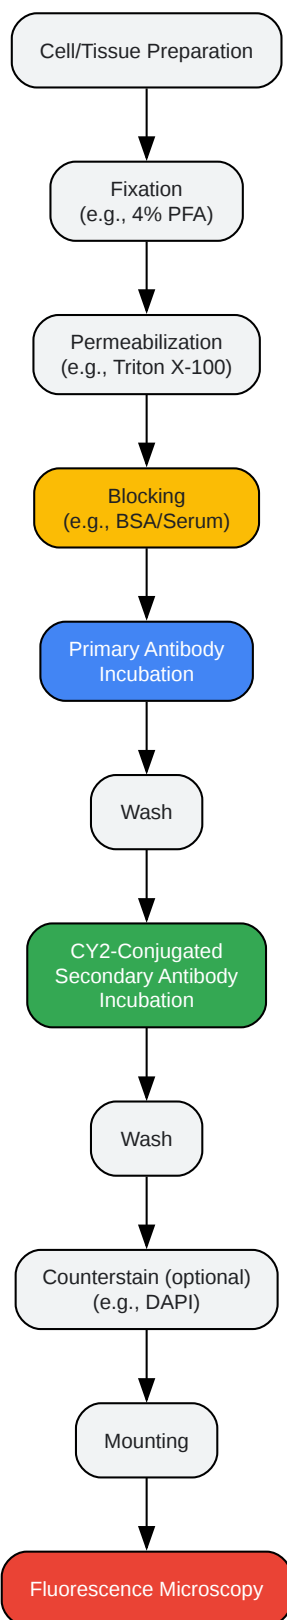 Cell/Tissue Preparation
Fixation
(e.g., 4% PFA)
Permeabilization
(e.g., Triton X-100)
Blocking
(e.g., BSA/Serum)
Primary Antibody
Incubation
Wash
CY2-Conjugated
Secondary Antibody
Incubation
Wash
Counterstain (optional)
(e.g., DAPI)
Mounting
Fluorescence Microscopy